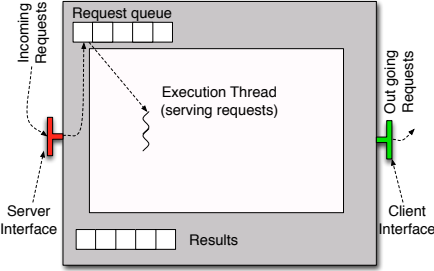 Request queue
Incoming
Requests
Execution Thread
(serving requests)
Out going
Requests
Server
Interface
Client
Interface
Results